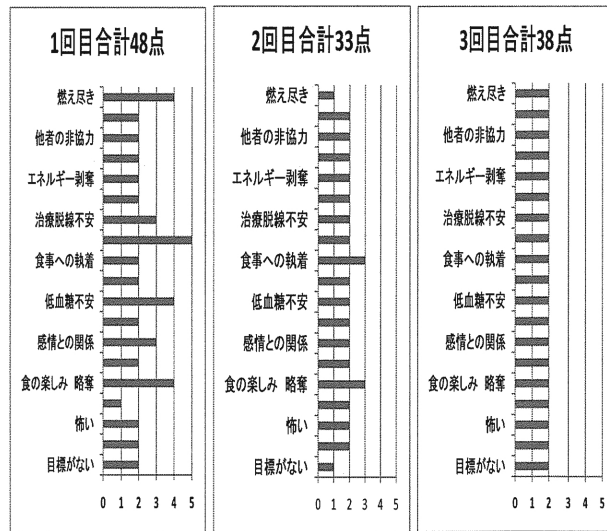 1回目合計48点
燃え尽き
他者の非協力
エネルギー剥奪
治療脱線不安
食事への執着
低血糖不安
感情との関係
食の楽しみ 略奪
怖い
目標がない
0 1 2 3 4 5
2回目合計33点
燃え尽き
他者の非協力
エネルギー剥奪
治療脱線不安
食事への執着
低血糖不安
感情との関係
食の楽しみ 略奪
怖い
目標がない
0 1 2 3 4 5
3回目合計38点
燃え尽き
他者の非協力
エネルギー剥奪
治療脱線不安
食事への執着
低血糖不安
感情との関係
食の楽しみ 略奪
怖い
目標がない
0 1 2 3 4 5